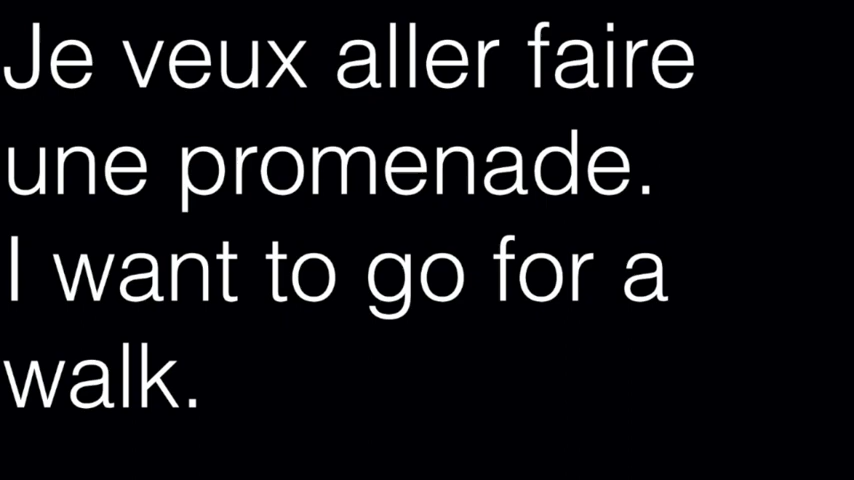 Je veux aller faire
une promenade.
I want to go for a
walk.